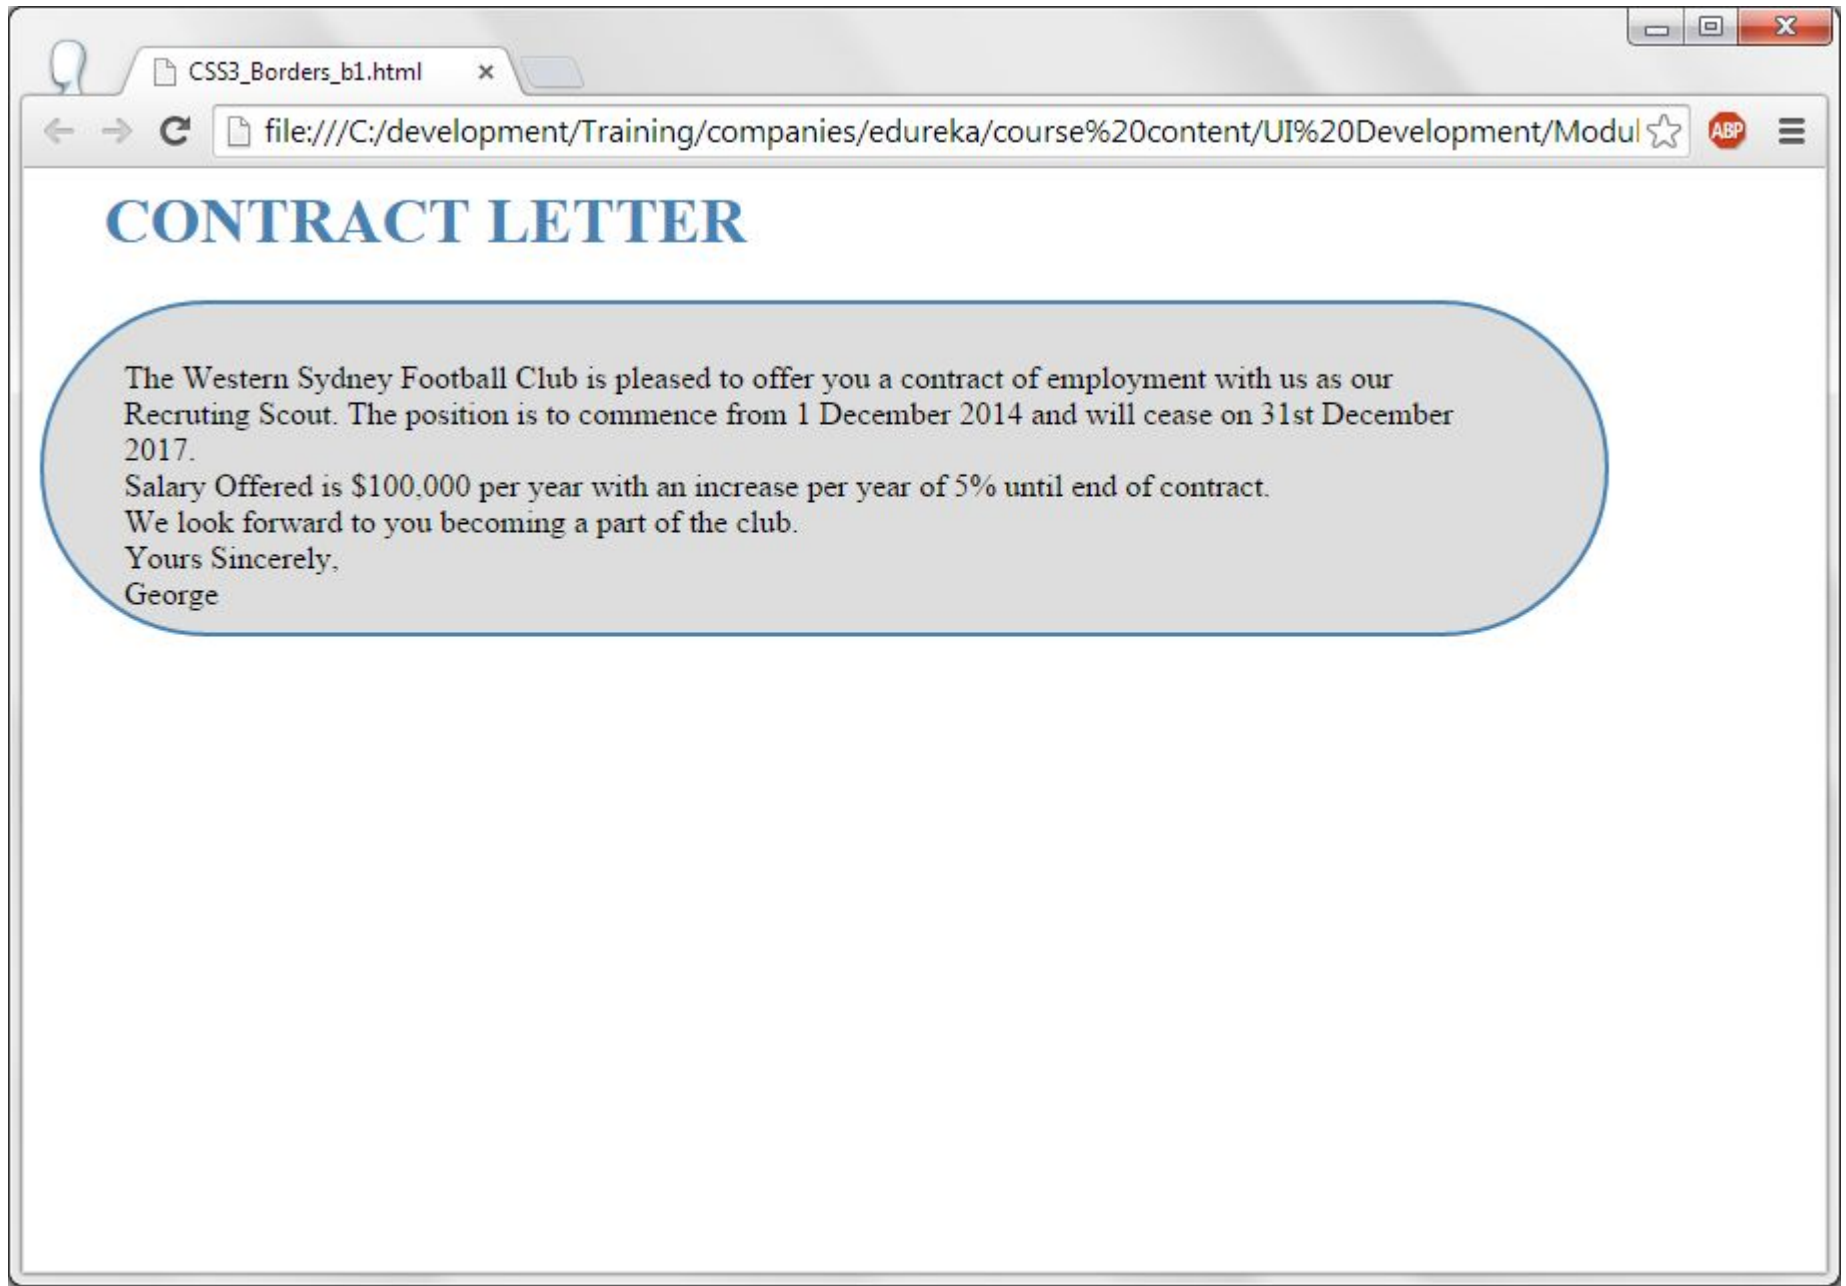 CSS3_Borders_b1.html
file:///C:/development/Training/companies/edureka/course%20content/UI%20Development/Modul
ABP
CONTRACT LETTER
The Western Sydney Football Club is pleased to offer you a contract of employment with us as our
Recruting Scout. The position is to commence from 1 December 2014 and will cease on 31st December
2017.
Salary Offered is $100,000 per year with an increase per year of 5% until end of contract.
We look forward to you becoming a part of the club.
Yours Sincerely,
George